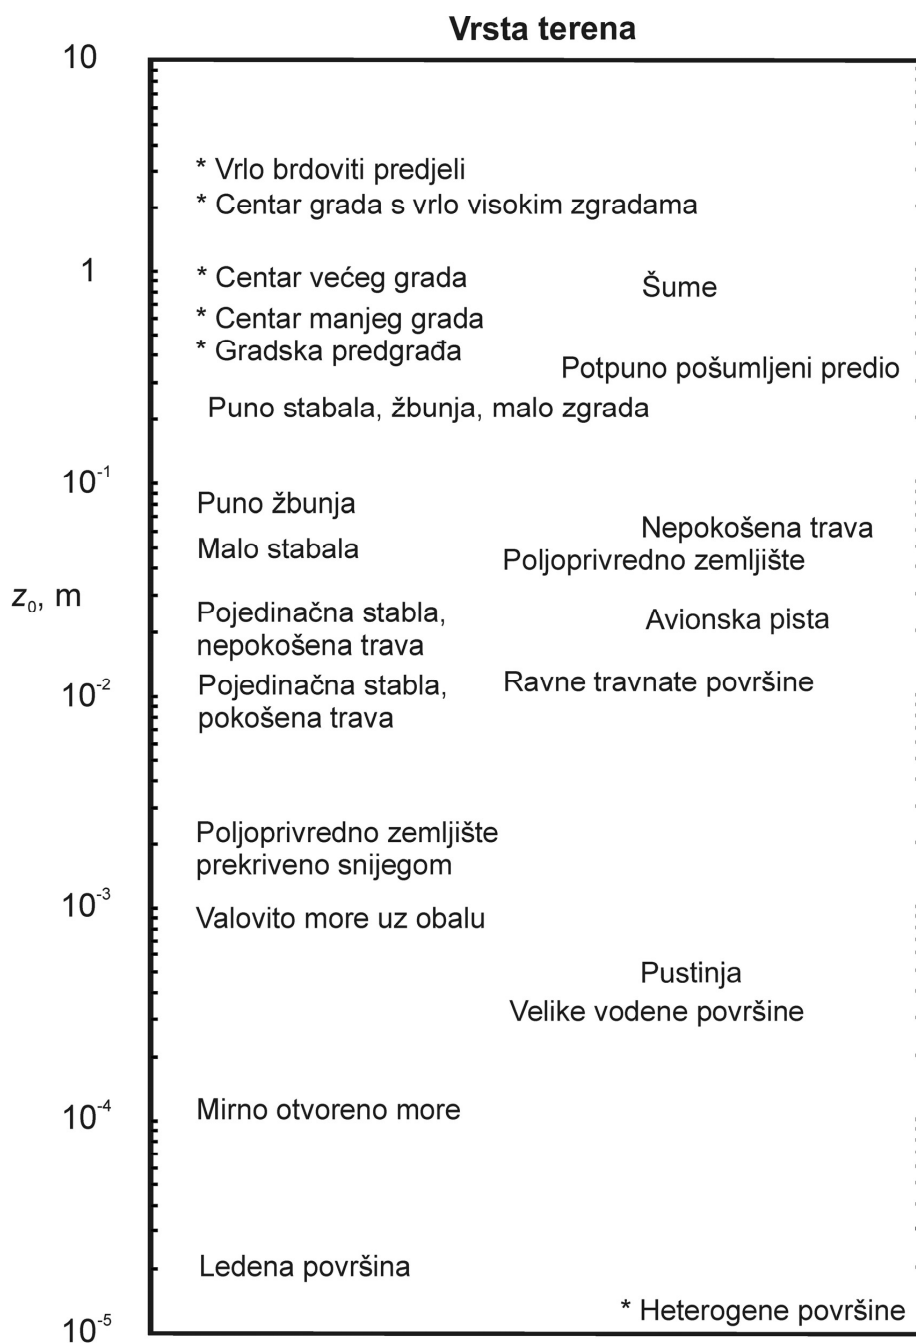 Vrsta terena
10
* Vrlo brdoviti predjeli
* Centar grada s vrlo visokim zgradama
1
* Centar većeg grada
Šume
* Centar manjeg grada
* Gradska predgrađa
Potpuno pošumljeni predio
Puno stabala, žbunja, malo zgrada
10⁻¹
Puno žbunja
Nepokošena trava
Malo stabala
Poljoprivredno zemljište
z₀, m
Pojedinačna stabla,
nepokošena trava
Avionska pista
10⁻²
Pojedinačna stabla,
pokošena trava
Ravne travnate površine
Poljoprivredno zemljište
prekriveno snijegom
10⁻³
Valovito more uz obalu
Pustinja
Velike vodene površine
10⁻⁴
Mirno otvoreno more
Ledena površina
* Heterogene površine
10⁻⁵